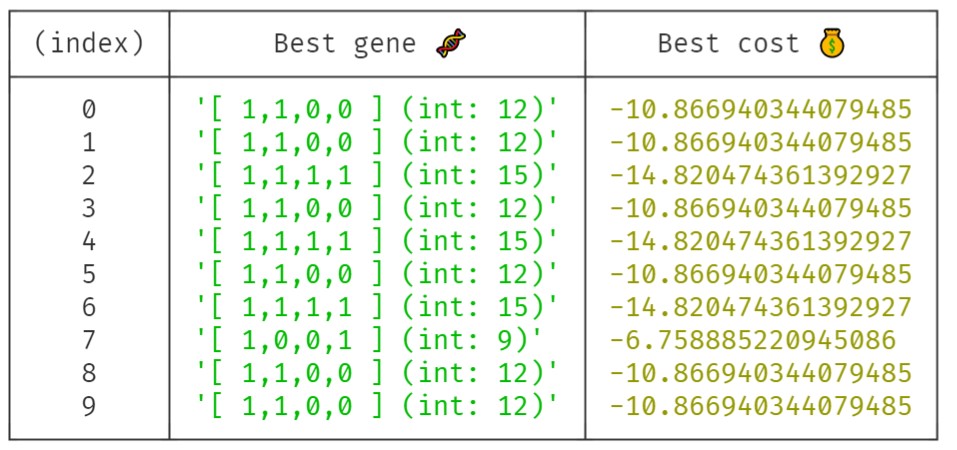 (index) Best gene 🧬 Best cost 💰
0 '[ 1,1,0,0 ] (int: 12)' -10.866940344079485
1 '[ 1,1,0,0 ] (int: 12)' -10.866940344079485
2 '[ 1,1,1,1 ] (int: 15)' -14.820474361392927
3 '[ 1,1,0,0 ] (int: 12)' -10.866940344079485
4 '[ 1,1,1,1 ] (int: 15)' -14.820474361392927
5 '[ 1,1,0,0 ] (int: 12)' -10.866940344079485
6 '[ 1,1,1,1 ] (int: 15)' -14.820474361392927
7 '[ 1,0,0,1 ] (int: 9)' -6.758885220945086
8 '[ 1,1,0,0 ] (int: 12)' -10.866940344079485
9 '[ 1,1,0,0 ] (int: 12)' -10.866940344079485